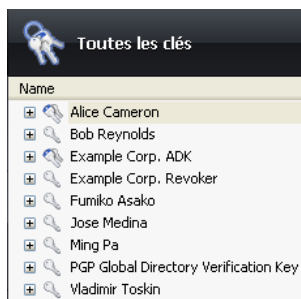 Toutes les clés
Name
Alice Cameron
Bob Reynolds
Example Corp. ADK
Example Corp. Revoker
Fumiko Asako
Jose Medina
Ming Pa
PGP Global Directory Verification Key
Vladimir Toskin